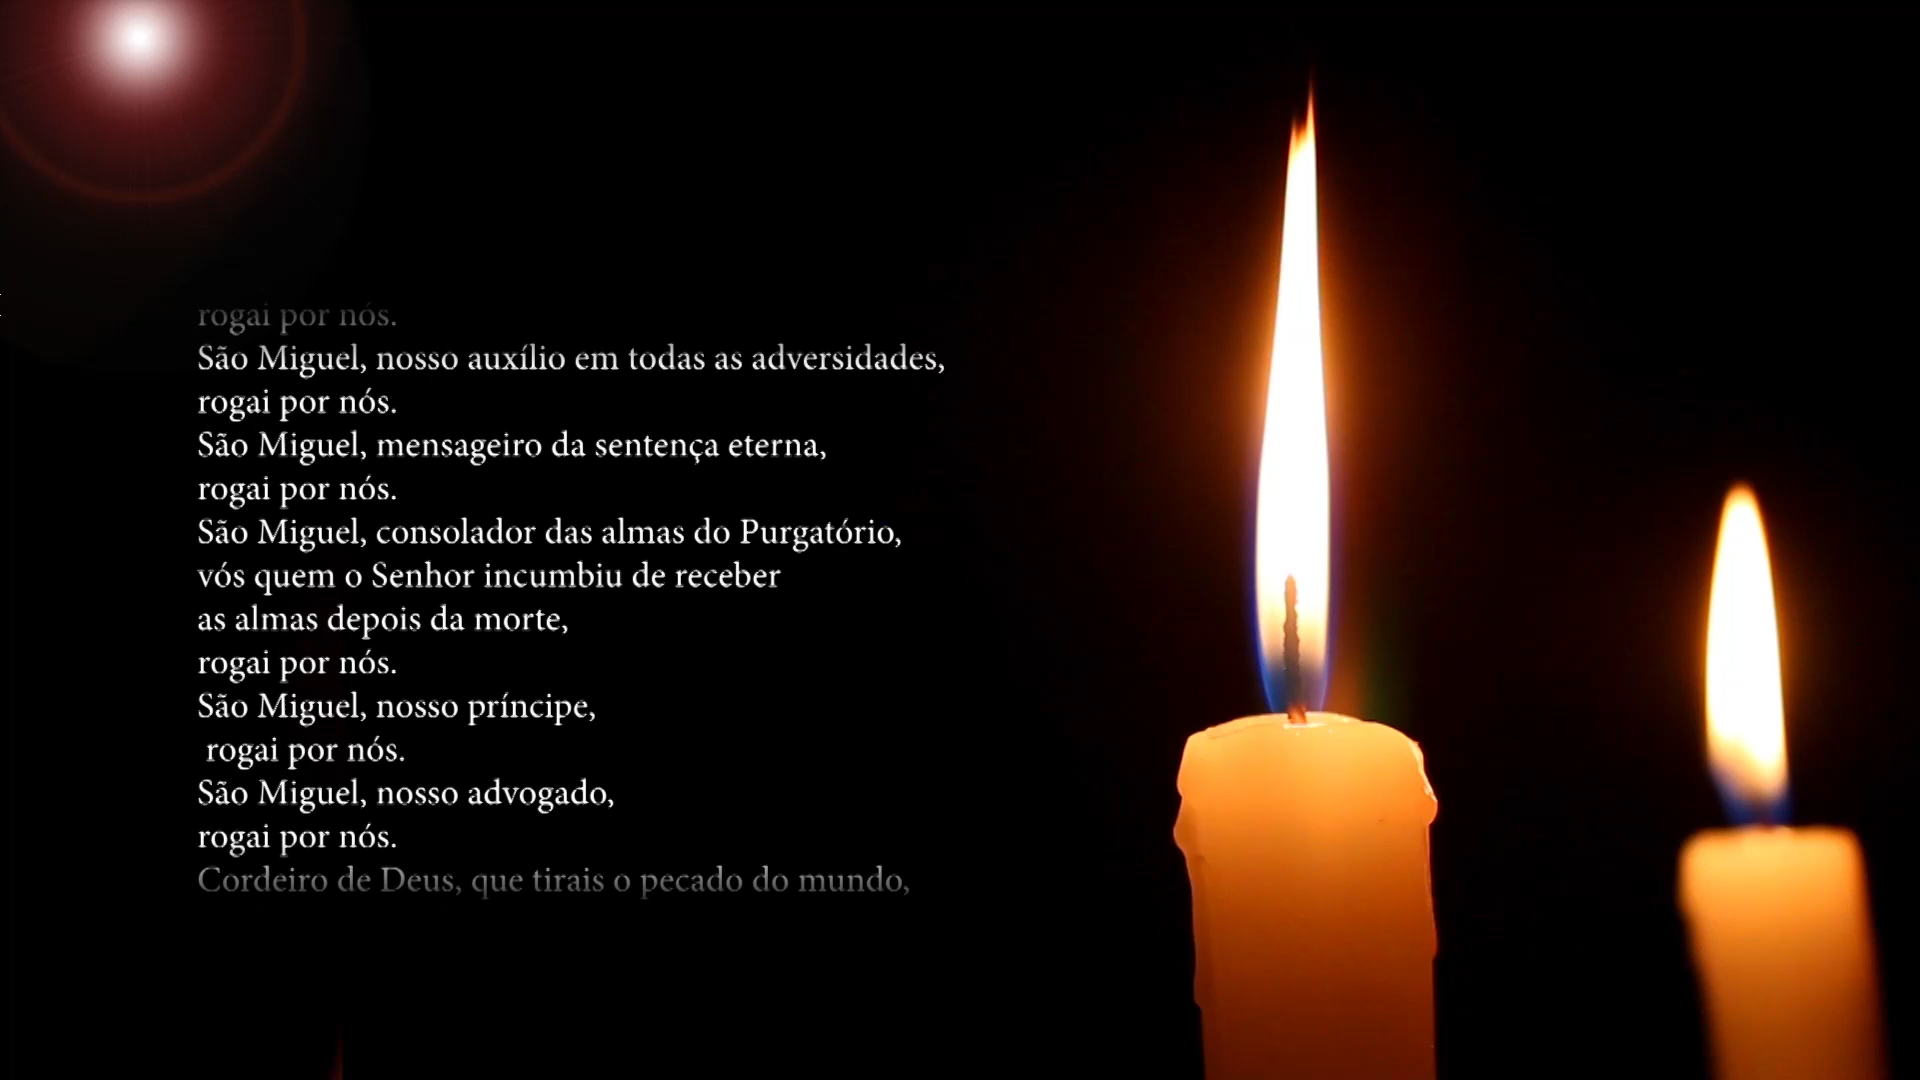 rogai por nós.
São Miguel, nosso auxílio em todas as adversidades,
rogai por nós.
São Miguel, mensageiro da sentença eterna,
rogai por nós.
São Miguel, consolador das almas do Purgatório,
vós quem o Senhor incumbiu de receber
as almas depois da morte,
rogai por nós.
São Miguel, nosso príncipe,
rogai por nós.
São Miguel, nosso advogado,
rogai por nós.
Cordeiro de Deus, que tirais o pecado do mundo,